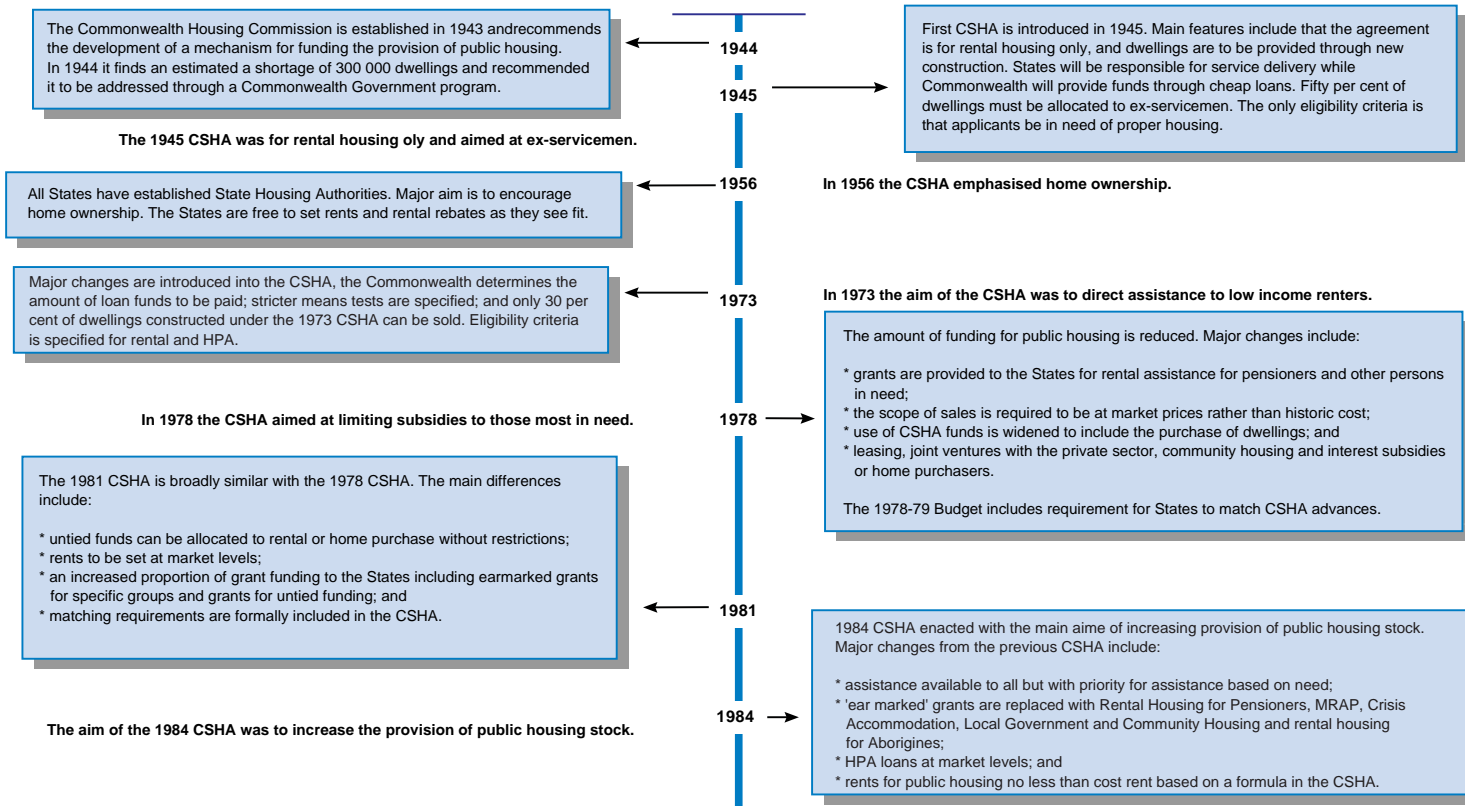 The Commonwealth Housing Commission is established in 1943 andrecommends
the development of a mechanism for funding the provision of public housing.
In 1944 it finds an estimated a shortage of 300 000 dwellings and recommended
it to be addressed through a Commonwealth Government program.
1944
1945
First CSHA is introduced in 1945. Main features include that the agreement
is for rental housing only, and dwellings are to be provided through new
construction. States will be responsible for service delivery while
Commonwealth will provide funds through cheap loans. Fifty per cent of
dwellings must be allocated to ex-servicemen. The only eligibility criteria is
that applicants be in need of proper housing.
The 1945 CSHA was for rental housing oly and aimed at ex-servicemen.
All States have established State Housing Authorities. Major aim is to encourage
home ownership. The States are free to set rents and rental rebates as they see fit.
1956
In 1956 the CSHA emphasised home ownership.
Major changes are introduced into the CSHA, the Commonwealth determines the
amount of loan funds to be paid; stricter means tests are specified; and only 30 per
cent of dwellings constructed under the 1973 CSHA can be sold. Eligibility criteria
is specified for rental and HPA.
1973
In 1973 the aim of the CSHA was to direct assistance to low income renters.
The amount of funding for public housing is reduced. Major changes include:
* grants are provided to the States for rental assistance for pensioners and other persons
in need;
* the scope of sales is required to be at market prices rather than historic cost;
* use of CSHA funds is widened to include the purchase of dwellings; and
* leasing, joint ventures with the private sector, community housing and interest subsidies
or home purchasers.
The 1978-79 Budget includes requirement for States to match CSHA advances.
In 1978 the CSHA aimed at limiting subsidies to those most in need.
1978
The 1981 CSHA is broadly similar with the 1978 CSHA. The main differences
include:
* untied funds can be allocated to rental or home purchase without restrictions;
* rents to be set at market levels;
* an increased proportion of grant funding to the States including earmarked grants
for specific groups and grants for untied funding; and
* matching requirements are formally included in the CSHA.
1981
1984 CSHA enacted with the main aime of increasing provision of public housing stock.
Major changes from the previous CSHA include:
* assistance available to all but with priority for assistance based on need;
* 'ear marked' grants are replaced with Rental Housing for Pensioners, MRAP, Crisis
Accommodation, Local Government and Community Housing and rental housing
for Aborigines;
* HPA loans at market levels; and
* rents for public housing no less than cost rent based on a formula in the CSHA.
1984
The aim of the 1984 CSHA was to increase the provision of public housing stock.